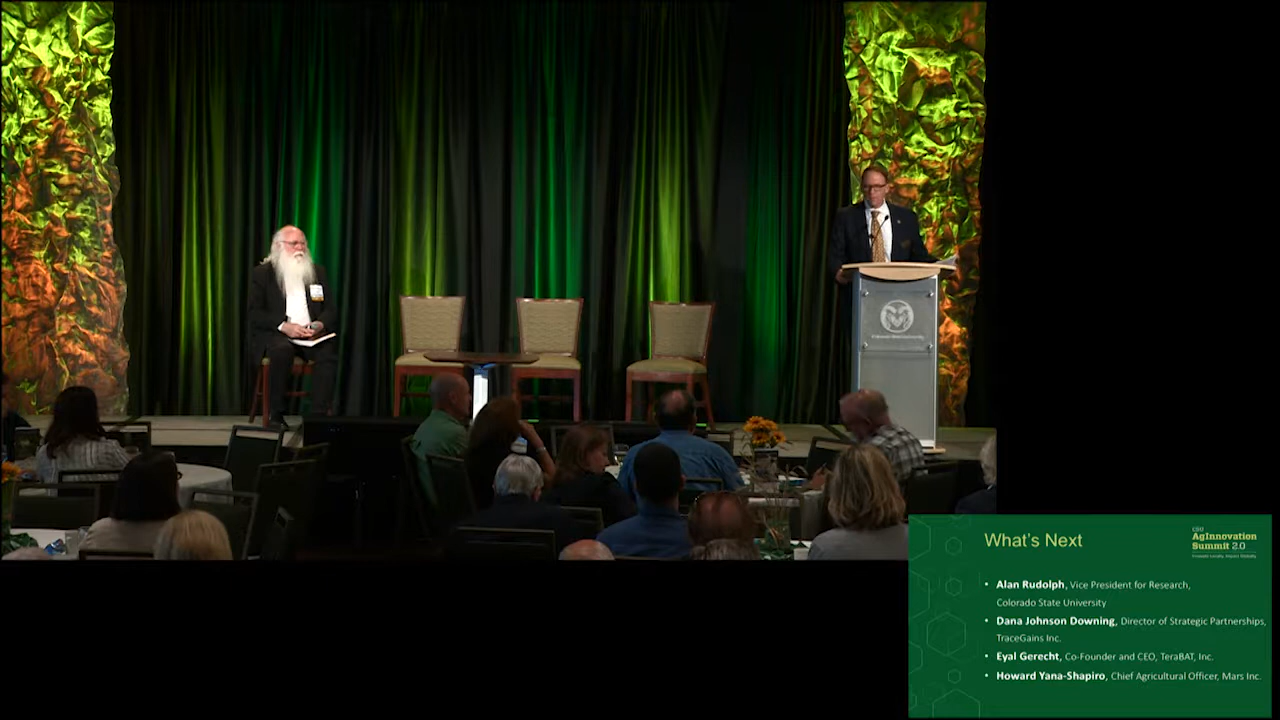 What's Next
CSU
AgInnovation
Summit 2.0
• Alan Rudolph, Vice President for Research,
Colorado State University
• Dana Johnson Downing, Director of Strategic Partnerships,
TraceGains Inc.
• Eyal Gerecht, Co-Founder and CEO, TeraBAT, Inc.
• Howard Yana-Shapiro, Chief Agricultural Officer, Mars Inc.